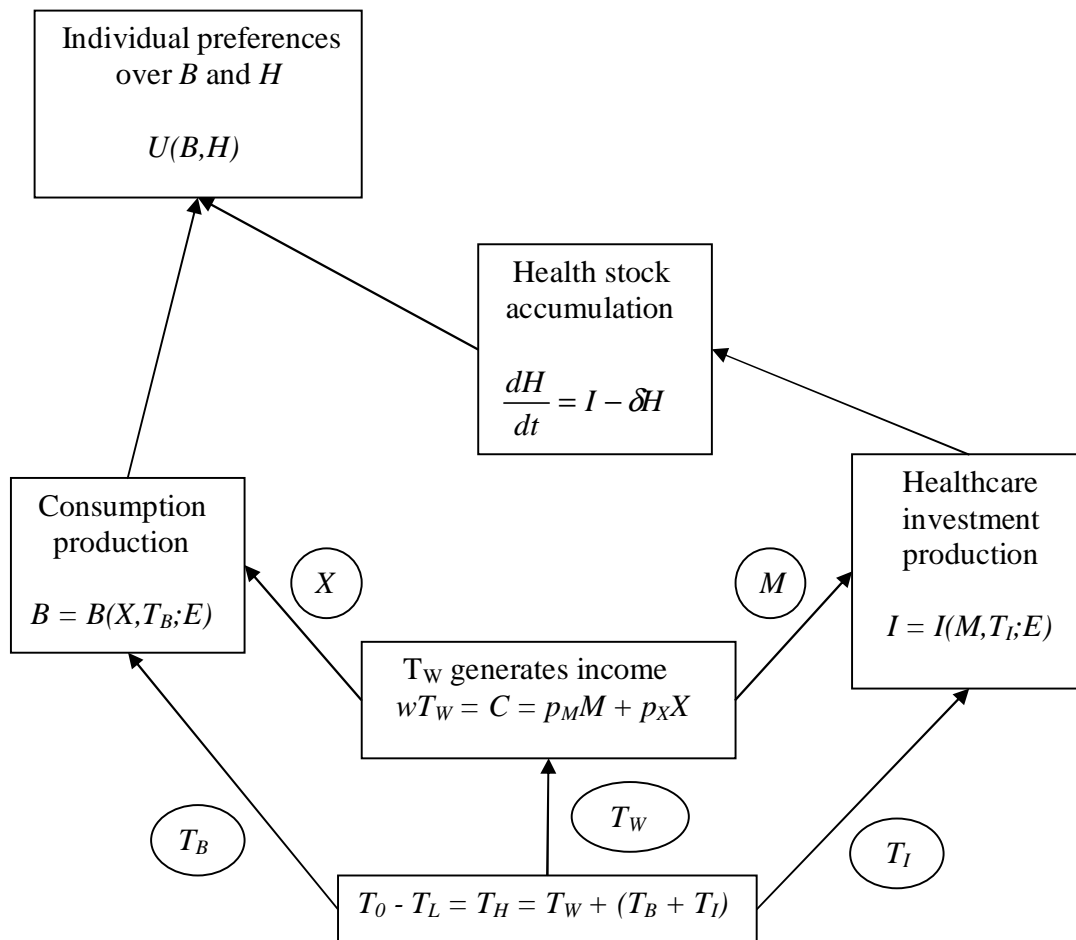 Individual preferences
over B and H
U(B,H)
Health stock
accumulation
dH/dt = I − δH
Consumption
production
B = B(X,T_B;E)
Healthcare
investment
production
I = I(M,T_I;E)
X
M
T_W generates income
wT_W = C = p_M M + p_X X
T_B
T_W
T_I
T_0 - T_L = T_H = T_W + (T_B + T_I)